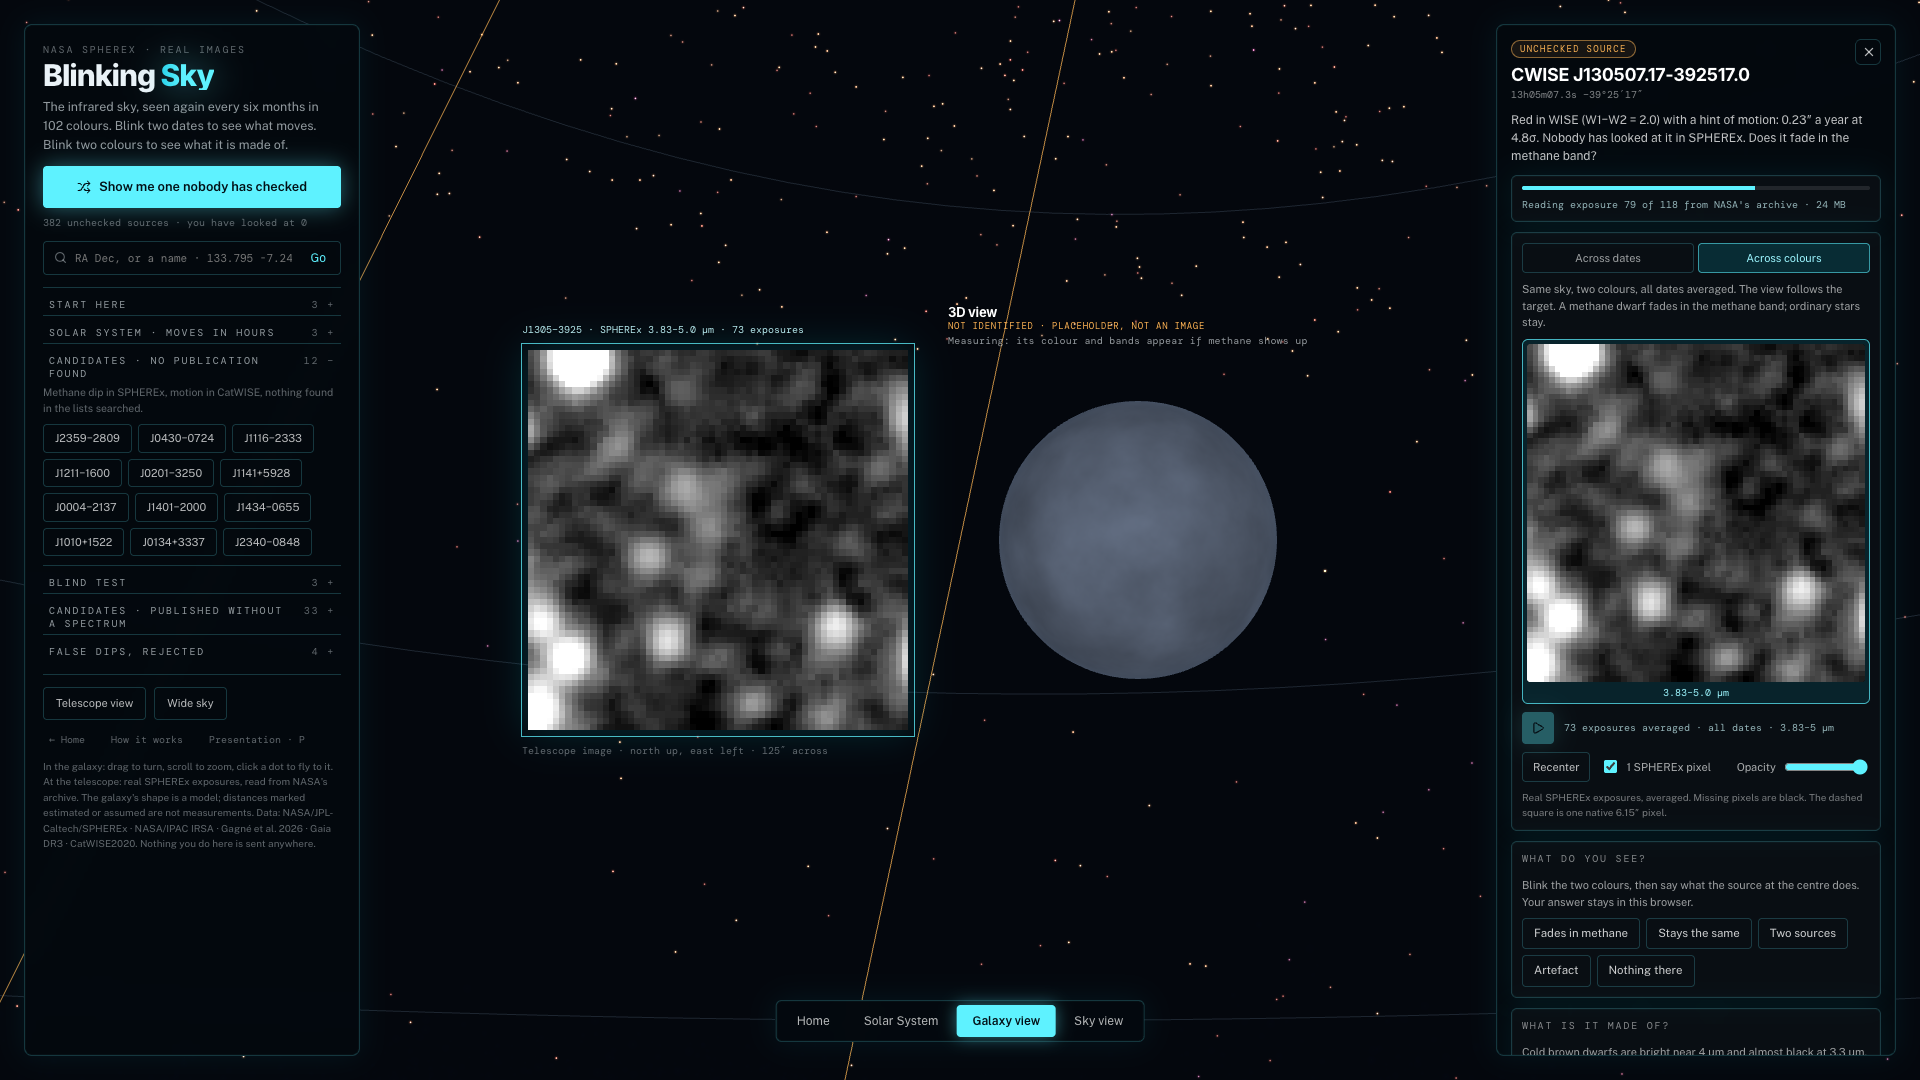 NASA SPHEREX · REAL IMAGES
Blinking Sky
The infrared sky, seen again every six months in
102 colours. Blink two dates to see what moves.
Blink two colours to see what it is made of.
Show me one nobody has checked
382 unchecked sources · you have looked at 0
RA Dec, or a name · 133.795 -7.24 Go
START HERE 3 +
SOLAR SYSTEM · MOVES IN HOURS 3 +
CANDIDATES · NO PUBLICATION
FOUND 12 −
Methane dip in SPHEREx, motion in CatWISE, nothing found
in the lists searched.
J2359−2809 J0430−0724 J1116−2333
J1211−1600 J0201−3250 J1141+5928
J0004−2137 J1401−2000 J1434−0655
J1010+1522 J0134+3337 J2340−0848
BLIND TEST 3 +
CANDIDATES · PUBLISHED WITHOUT
A SPECTRUM 33 +
FALSE DIPS, REJECTED 4 +
Telescope view Wide sky
← Home How it works Presentation · P
In the galaxy: drag to turn, scroll to zoom, click a dot to fly to it.
At the telescope: real SPHEREx exposures, read from NASA's
archive. The galaxy's shape is a model; distances marked
estimated or assumed are not measurements. Data: NASA/JPL-
Caltech/SPHEREx · NASA/IPAC IRSA · Gagné et al. 2026 · Gaia
DR3 · CatWISE2020. Nothing you do here is sent anywhere.
J1305−3925 · SPHEREx 3.83–5.0 µm · 73 exposures
Telescope image · north up, east left · 125″ across
3D view
NOT IDENTIFIED · PLACEHOLDER, NOT AN IMAGE
Measuring: its colour and bands appear if methane shows up
Home Solar System Galaxy view Sky view
UNCHECKED SOURCE
CWISE J130507.17-392517.0
13h05m07.3s −39°25′17″
Red in WISE (W1−W2 = 2.0) with a hint of motion: 0.23″ a year at
4.8σ. Nobody has looked at it in SPHEREx. Does it fade in the
methane band?
Reading exposure 79 of 118 from NASA's archive · 24 MB
Across dates Across colours
Same sky, two colours, all dates averaged. The view follows the
target. A methane dwarf fades in the methane band; ordinary stars
stay.
3.83–5.0 µm
73 exposures averaged · all dates · 3.83–5 µm
Recenter 1 SPHEREx pixel Opacity
Real SPHEREx exposures, averaged. Missing pixels are black. The dashed
square is one native 6.15″ pixel.
WHAT DO YOU SEE?
Blink the two colours, then say what the source at the centre does.
Your answer stays in this browser.
Fades in methane Stays the same Two sources
Artefact Nothing there
WHAT IS IT MADE OF?
Cold brown dwarfs are bright near 4 µm and almost black at 3.3 µm